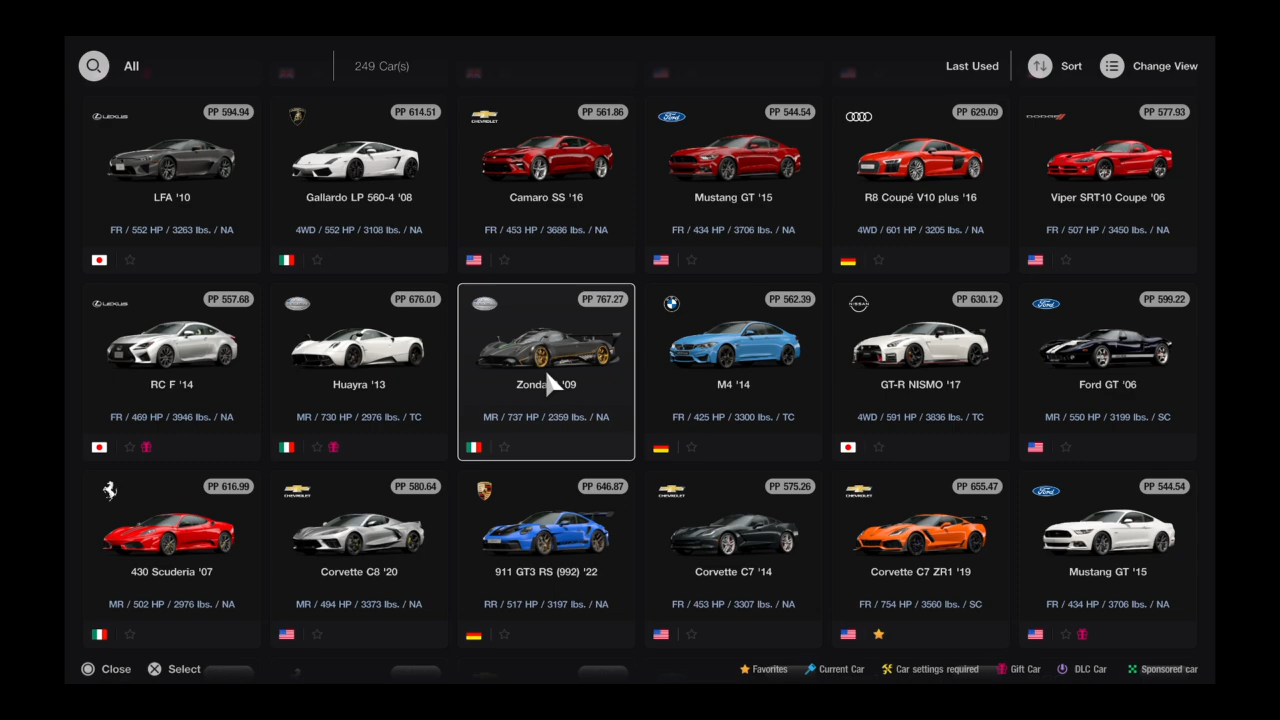 All
249 Car(s)
Last Used
Sort
Change View
LEXUS
PP 594.94
LFA '10
FR / 552 HP / 3263 lbs. / NA
PP 614.51
Gallardo LP 560-4 '08
4WD / 552 HP / 3108 lbs. / NA
CHEVROLET
PP 561.86
Camaro SS '16
FR / 453 HP / 3686 lbs. / NA
Ford
PP 544.54
Mustang GT '15
FR / 434 HP / 3706 lbs. / NA
PP 629.09
R8 Coupé V10 plus '16
4WD / 601 HP / 3205 lbs. / NA
DODGE
PP 577.93
Viper SRT10 Coupe '06
FR / 507 HP / 3450 lbs. / NA
LEXUS
PP 557.68
RC F '14
FR / 469 HP / 3946 lbs. / NA
PP 676.01
Huayra '13
MR / 730 HP / 2976 lbs. / TC
PP 767.27
Zonda '09
MR / 737 HP / 2359 lbs. / NA
PP 562.39
M4 '14
FR / 425 HP / 3300 lbs. / TC
NISSAN
PP 630.12
GT-R NISMO '17
4WD / 591 HP / 3836 lbs. / TC
Ford
PP 599.22
Ford GT '06
MR / 550 HP / 3199 lbs. / SC
PP 616.99
430 Scuderia '07
MR / 502 HP / 2976 lbs. / NA
CHEVROLET
PP 580.64
Corvette C8 '20
MR / 494 HP / 3373 lbs. / NA
PP 646.87
911 GT3 RS (992) '22
RR / 517 HP / 3197 lbs. / NA
CHEVROLET
PP 575.26
Corvette C7 '14
FR / 453 HP / 3307 lbs. / NA
CHEVROLET
PP 655.47
Corvette C7 ZR1 '19
FR / 754 HP / 3560 lbs. / SC
Ford
PP 544.54
Mustang GT '15
FR / 434 HP / 3706 lbs. / NA
Close
Select
Favorites
Current Car
Car settings required
Gift Car
DLC Car
Sponsored car